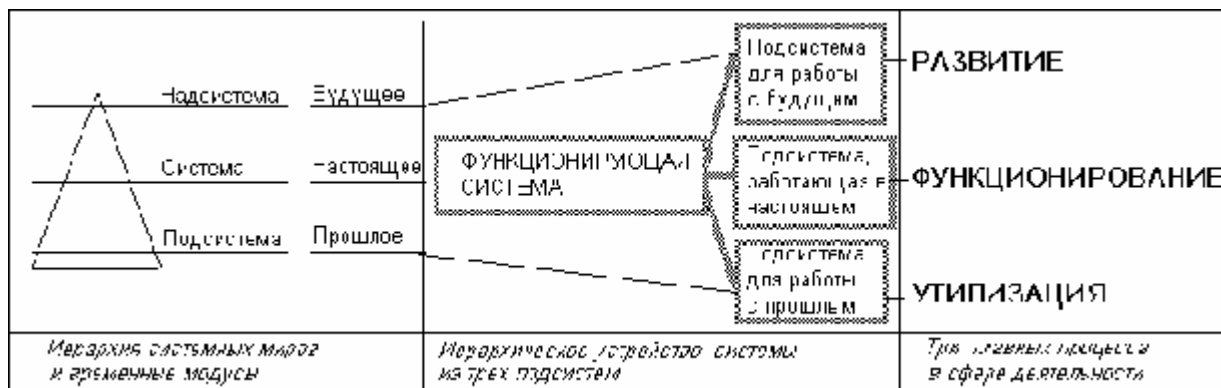 Надсистема
Будущее
Система
Настоящее
Подсистема
Прошлое
ФУНКЦИОНИРУЮЩАЯ
СИСТЕМА
Подсистема
для работы
с будущим
Подсистема,
работающая в
настоящем
Подсистема
для работы
с прошлым
РАЗВИТИЕ
ФУНКЦИОНИРОВАНИЕ
УТИЛИЗАЦИЯ
Иерархия системных миров
и временные модусы
Иерархическое устройство системы
из трех подсистем
Три главных процесса
в сфере деятельности